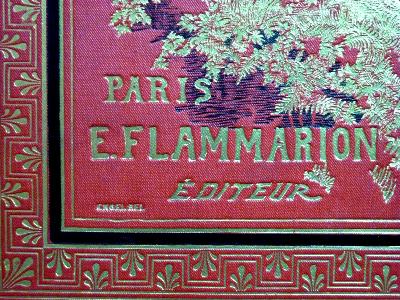 PARIS
E. FLAMMARION
ÉDITEUR
ENGEL REL.